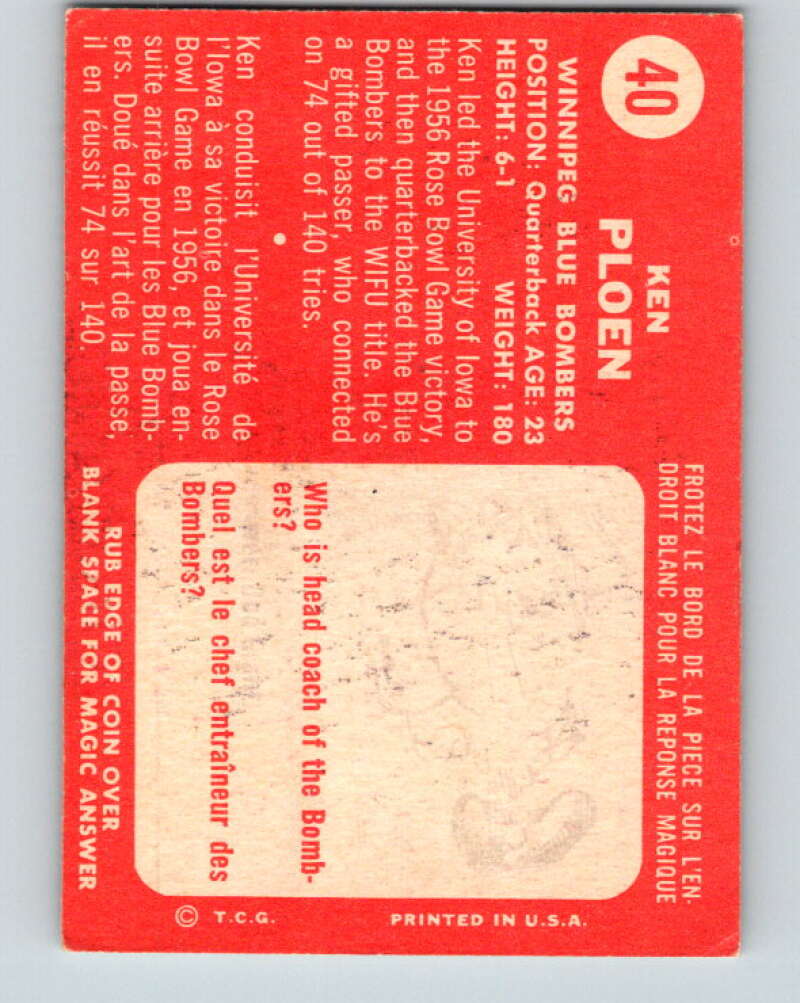 40
KEN
PLOEN
WINNIPEG BLUE BOMBERS
POSITION: Quarterback AGE: 23
HEIGHT: 6-1 WEIGHT: 180
Ken led the University of Iowa to
the 1956 Rose Bowl Game victory,
and then quarterbacked the Blue
Bombers to the WIFU title. He's
a gifted passer, who connected
on 74 out of 140 tries.
•
Ken conduisit l'Université de
l'Iowa à sa victoire dans le Rose
Bowl Game en 1956, et joua en-
suite arrière pour les Blue Bomb-
ers. Doué dans l'art de la passe,
il en réussit 74 sur 140.
FROTEZ LE BORD DE LA PIECE SUR L'EN-
DROIT BLANC POUR LA REPONSE MAGIQUE
Who is head coach of the Bomb-
ers?
Quel est le chef entraîneur des
Bombers?
RUB EDGE OF COIN OVER
BLANK SPACE FOR MAGIC ANSWER
© T.C.G. PRINTED IN U.S.A.